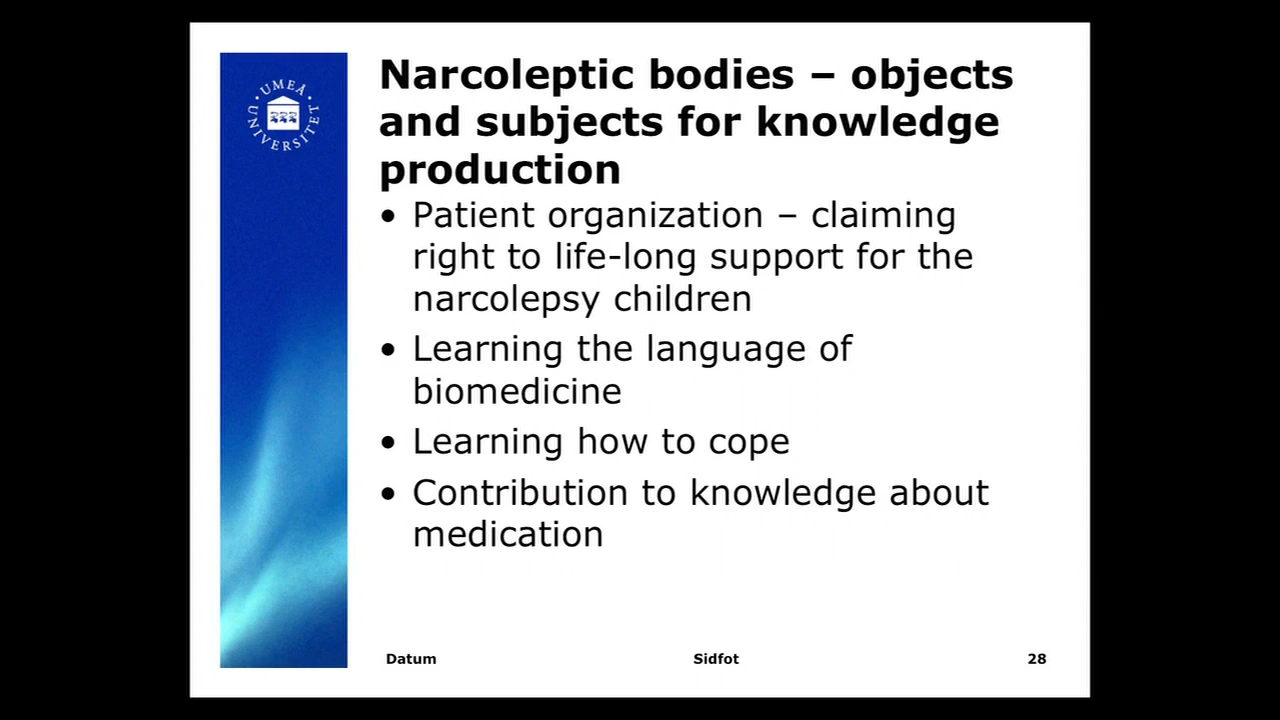 UMEÅ UNIVERSITET
Narcoleptic bodies – objects
and subjects for knowledge
production
• Patient organization – claiming
right to life-long support for the
narcolepsy children
• Learning the language of
biomedicine
• Learning how to cope
• Contribution to knowledge about
medication
Datum Sidfot 28